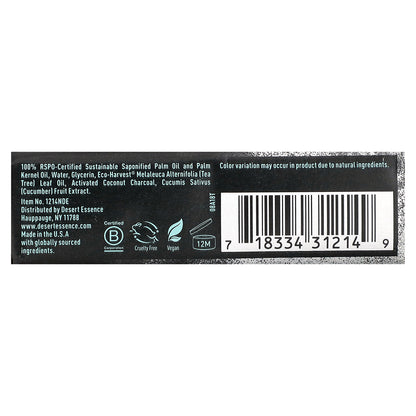 100% RSPO-Certified Sustainable Saponified Palm Oil and Palm
Kernel Oil, Water, Glycerin, Eco-Harvest® Melaleuca Alternifolia (Tea
Tree) Leaf Oil, Activated Coconut Charcoal, Cucumis Sativus
(Cucumber) Fruit Extract.
Item No. 1214NDE
Distributed by Desert Essence
Hauppauge, NY 11788
www.desertessence.com
Made in the U.S.A
with globally sourced
ingredients.
Certified
B
Corporation
Cruelty Free
Vegan
12M
08A18T
Color variation may occur in product due to natural ingredients.
7 18334 31214 9